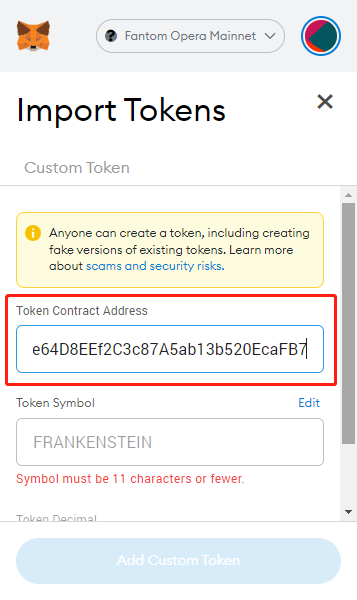 Fantom Opera Mainnet
Import Tokens
Custom Token
Anyone can create a token, including creating
fake versions of existing tokens. Learn more
about scams and security risks.
Token Contract Address
e64D8EEf2C3c87A5ab13b520EcaFB7
Token Symbol Edit
FRANKENSTEIN
Symbol must be 11 characters or fewer.
Token Decimal
Add Custom Token